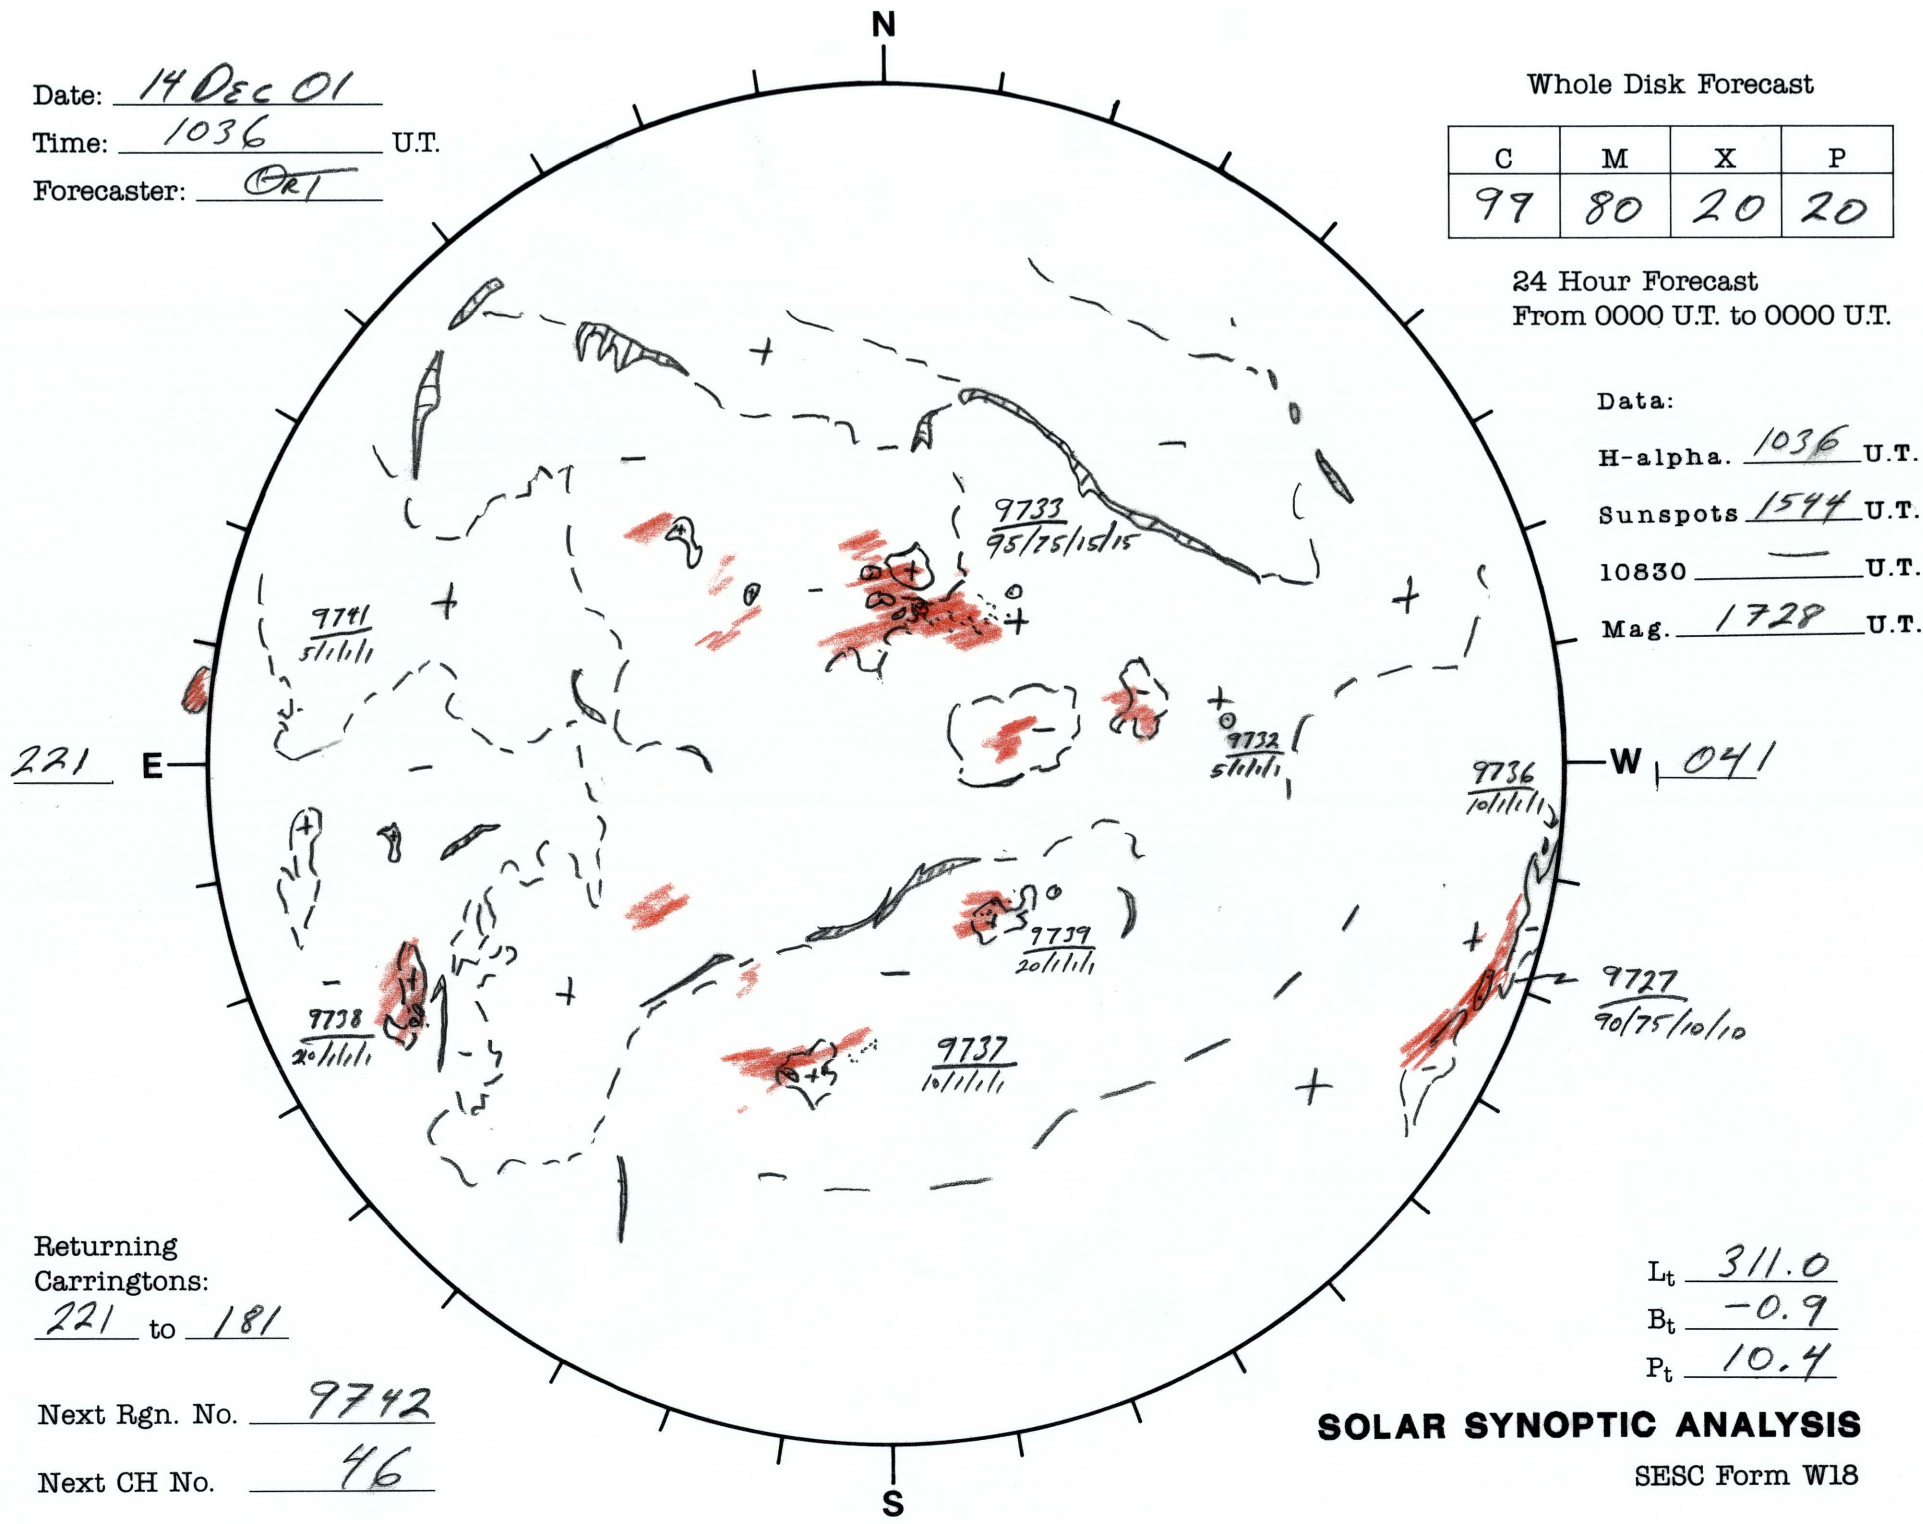 N
Date: 14 DEC 01
Time: 1036 U.T.
Forecaster: ORT
Whole Disk Forecast
C M X P
99 80 20 20
24 Hour Forecast
From 0000 U.T. to 0000 U.T.
Data:
H-alpha. 1036 U.T.
Sunspots 1544 U.T.
10830 — U.T.
Mag. 1728 U.T.
9733
95/75/15/15
9741
5/1/1/1
221 E
W 041
9732
5/1/1/1
9736
10/1/1/1
9739
20/1/1/1
9727
90/75/10/10
9738
20/1/1/1
9737
10/1/1/1
Returning
Carringtons:
221 to 181
Next Rgn. No. 9742
Next CH No. 46
S
Lt 311.0
Bt -0.9
Pt 10.4
SOLAR SYNOPTIC ANALYSIS
SESC Form W18